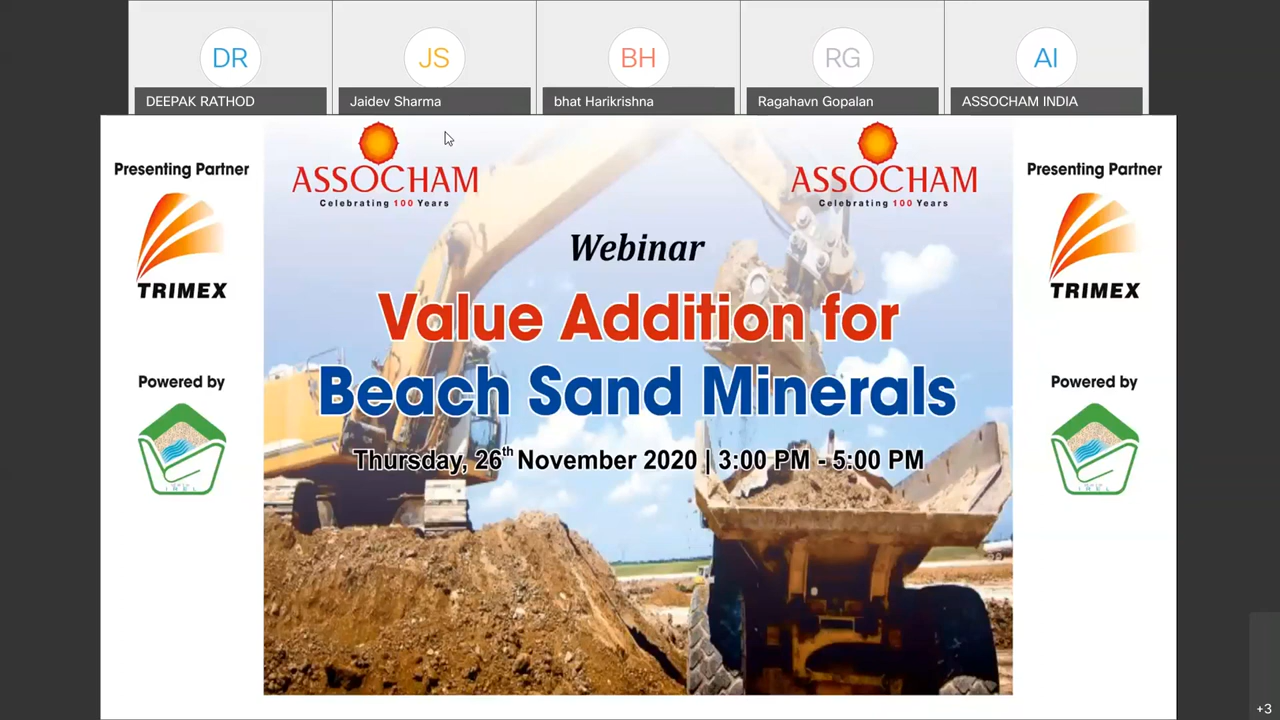 DR
JS
BH
RG
AI
DEEPAK RATHOD
Jaidev Sharma
bhat Harikrishna
Ragahavn Gopalan
ASSOCHAM INDIA
Presenting Partner
TRIMEX
Powered by
IREL
ASSOCHAM
Celebrating 100 Years
ASSOCHAM
Celebrating 100 Years
Webinar
Value Addition for
Beach Sand Minerals
Thursday, 26th November 2020 | 3:00 PM - 5:00 PM
Presenting Partner
TRIMEX
Powered by
IREL
+3